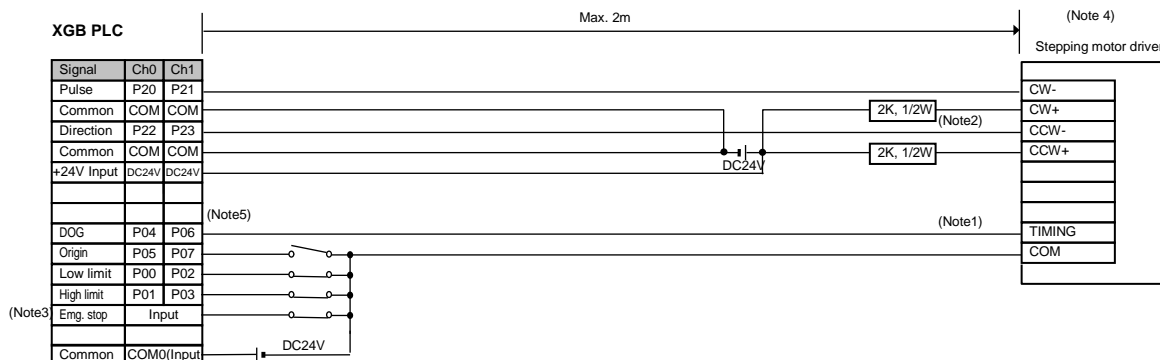 Max. 2m
(Note 4)
XGB PLC
Stepping motor driver
Signal Ch0 Ch1
Pulse P20 P21
CW-
Common COM COM
2K, 1/2W
CW+
(Note2)
Direction P22 P23
CCW-
Common COM COM
2K, 1/2W
CCW+
DC24V
+24V Input DC24V DC24V
(Note5)
(Note1)
DOG P04 P06
TIMING
Origin P05 P07
COM
Low limit P00 P02
High limit P01 P03
(Note3)
Emg. stop Input
DC24V
Common COM0(Input